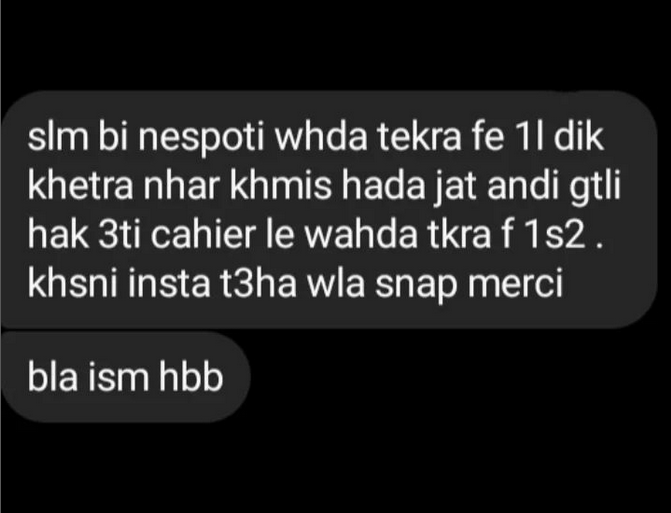 slm bi nespoti whda tekra fe 1l dik
khetra nhar khmis hada jat andi gtli
hak 3ti cahier le wahda tkra f 1s2 .
khsni insta t3ha wla snap merci
bla ism hbb